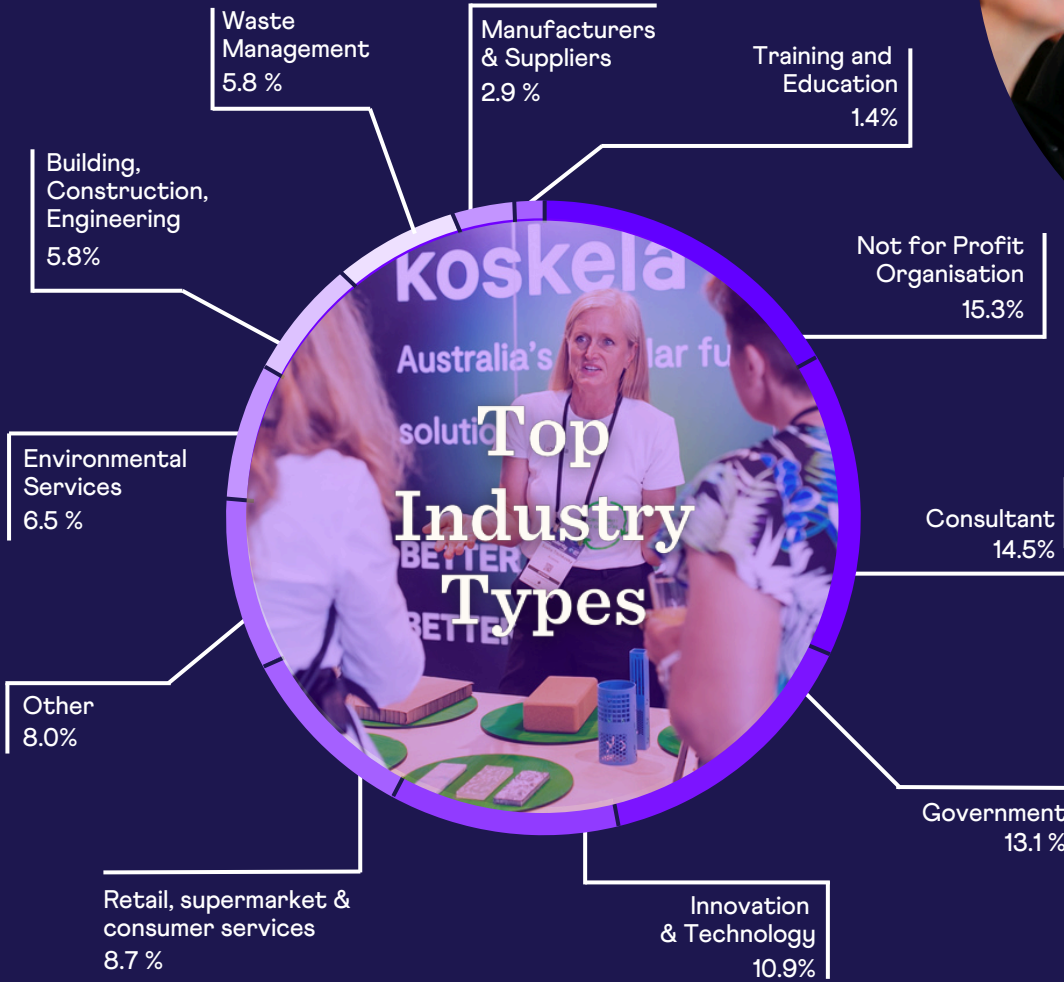 Waste
Management
5.8 %
Manufacturers
& Suppliers
2.9 %
Training and
Education
1.4%
Building,
Construction,
Engineering
5.8%
Not for Profit
Organisation
15.3%
koskela
Australia's
lar fu
solutio
Top
Industry
Types
BETTER
BETTER
Environmental
Services
6.5 %
Consultant
14.5%
Other
8.0%
Government
13.1 %
Retail, supermarket &
consumer services
8.7 %
Innovation
& Technology
10.9%